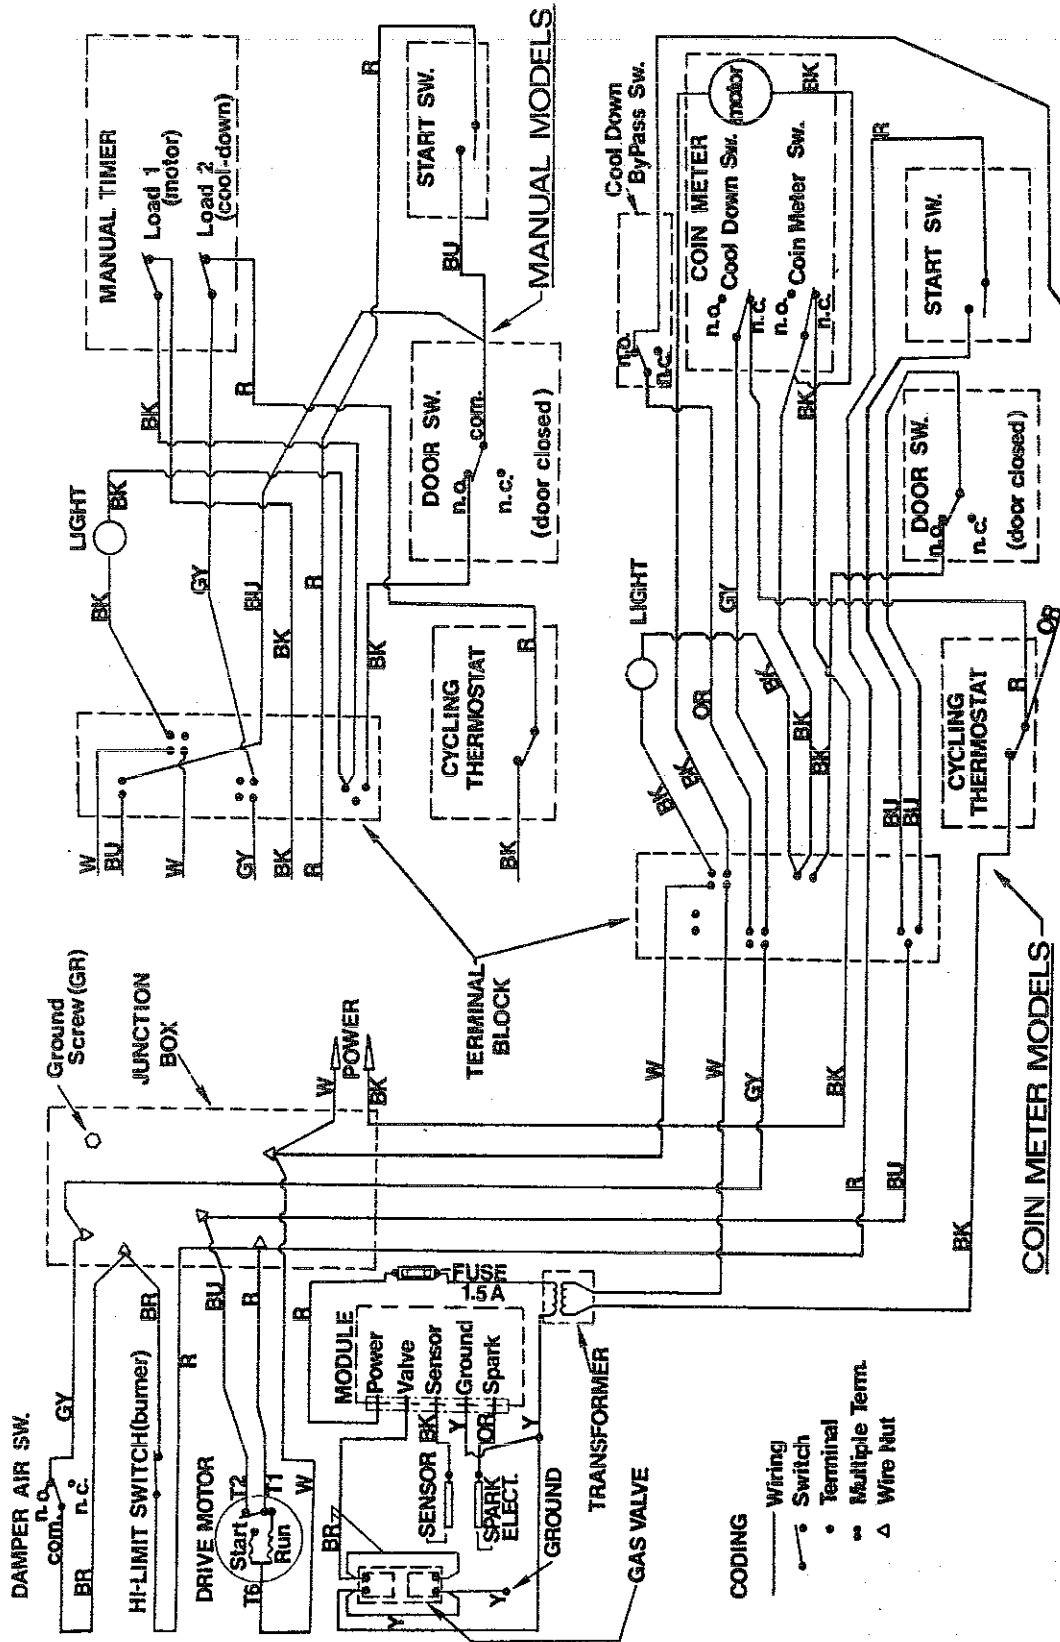 DAMPER AIR SW.
n.o.
com.
n.c.
GY
BR
HI-LIMIT SWITCH(burner)
BR
R
DRIVE MOTOR
Start
Run
T2
T1
T6
BU
R
W
Ground
Screw(GR)
JUNCTION
BOX
W
POWER
BK
R
FUSE
1.5 A
MODULE
Power
Valve
Sensor
Ground
Spark
BR
BK
Y
OR
Y
SENSOR
SPARK
ELECT.
Y
Y
GROUND
TRANSFORMER
GAS VALVE
CODING
Wiring
Switch
Terminal
Multiple Term.
Wire Nut
TERMINAL
BLOCK
W
BU
W
GY
BK
R
BK
LIGHT
BK
BK
GY
BU
BK
R
BK
BK
R
MANUAL TIMER
Load 1
(motor)
Load 2
(cool-down)
R
START SW.
BU
MANUAL MODELS
DOOR SW.
n.o.
com.
n.c.
(door closed)
CYCLING
THERMOSTAT
R
Cool Down
ByPass Sw.
n.o.
n.c.
COIN METER
n.o.
Cool Down Sw.
motor
n.c.
n.o.
Coin Meter Sw.
n.c.
BK
BK
R
START SW.
DOOR SW.
n.o.
n.c.
(door closed)
LIGHT
BK
BK
OR
GY
BK
BK
BK
BU
BU
CYCLING
THERMOSTAT
R
OR
W
W
GY
BK
R
BU
BK
COIN METER MODELS